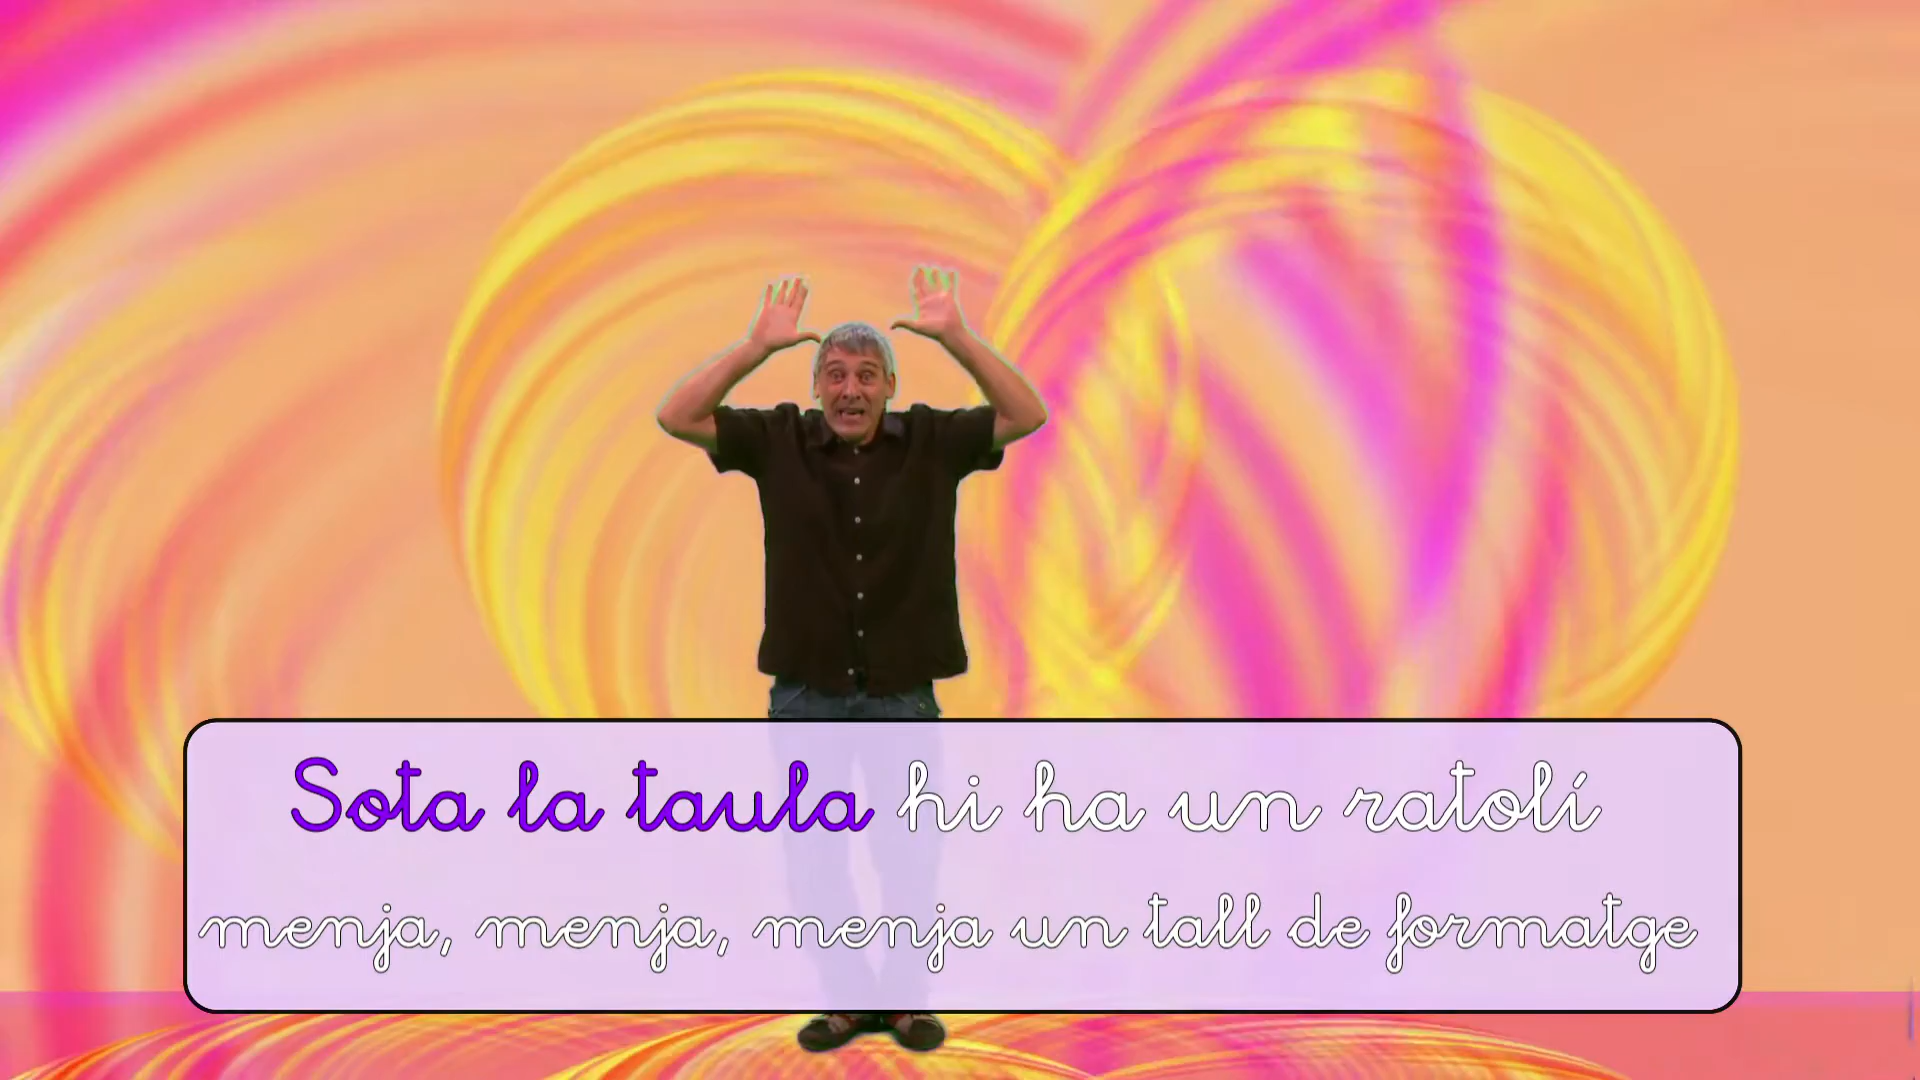 Sota la taula hi ha un ratolí
menja, menja, menja un tall de formatge